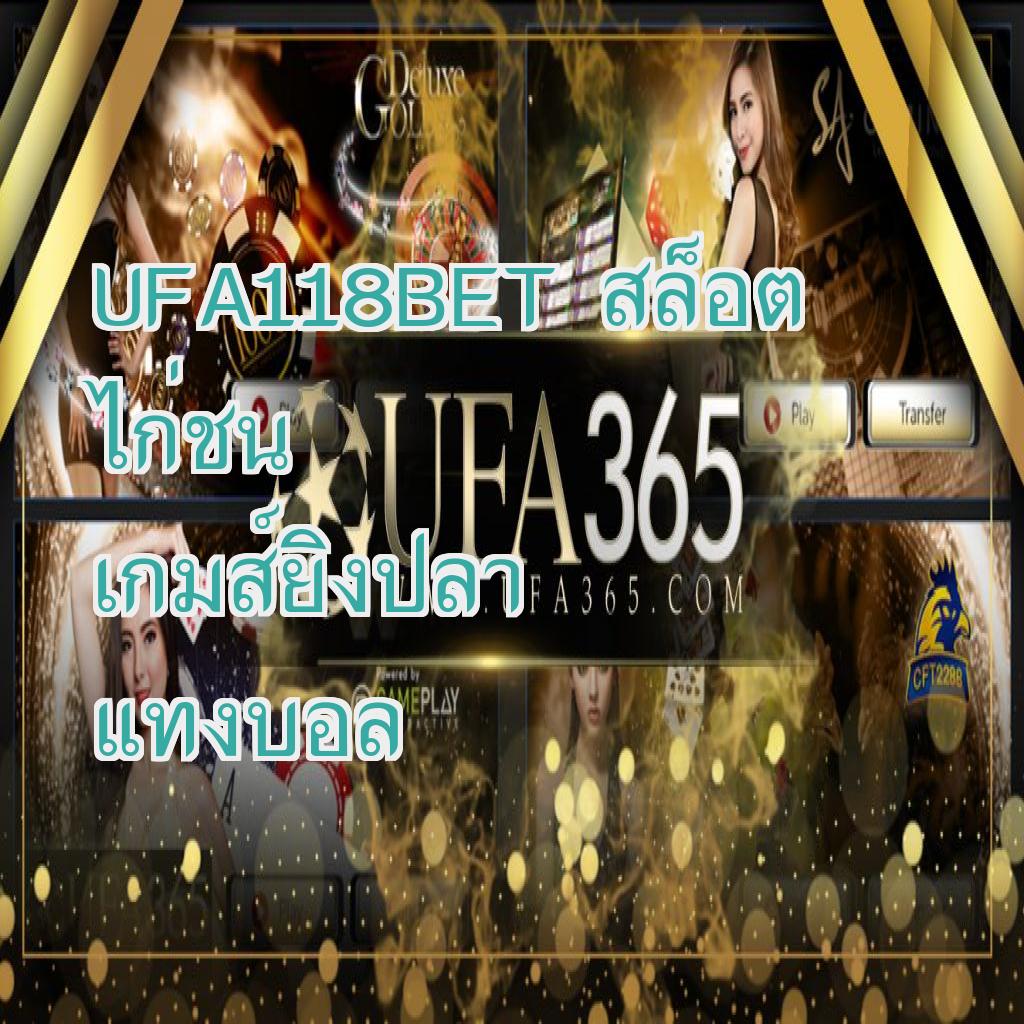 Deluxe
GOLD
SA
UFA118BET สล็อต
ไก่ชน
Play
Play
Transfer
UFA365
เกมส์ยิงปลา
.UFA365.COM
CFT2288
Powered by
GAMEPLAY
แทงบอล
A